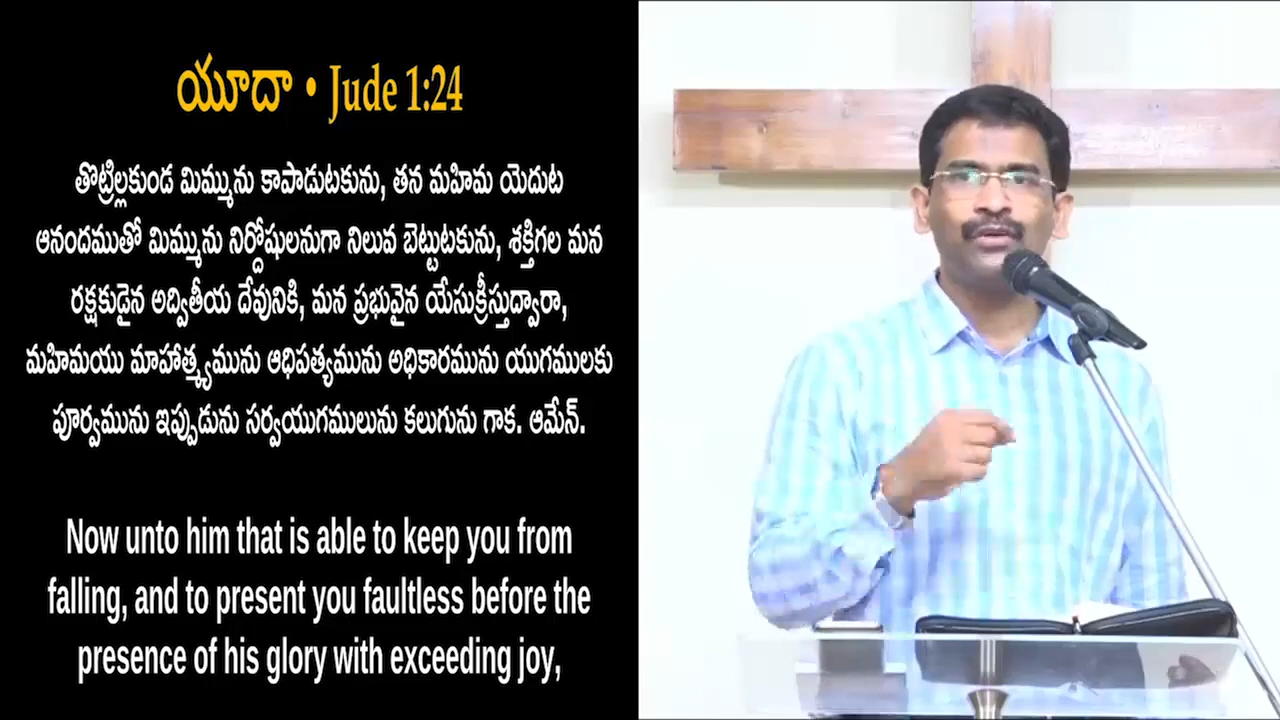 యూదా • Jude 1:24
తొట్రిల్లకుండ మిమ్మును కాపాడుటకును, తన మహిమ యెదుట
ఆనందముతో మిమ్మును నిర్దోషులనుగా నిలువ బెట్టుటకును, శక్తిగల మన
రక్షకుడైన అద్వితీయ దేవునికి, మన ప్రభువైన యేసుక్రీస్తుద్వారా,
మహిమయు మాహాత్మ్యమును ఆధిపత్యమును అధికారమును యుగములకు
పూర్వమును ఇప్పుడును సర్వయుగములును కలుగును గాక. ఆమేన్.
Now unto him that is able to keep you from
falling, and to present you faultless before the
presence of his glory with exceeding joy,